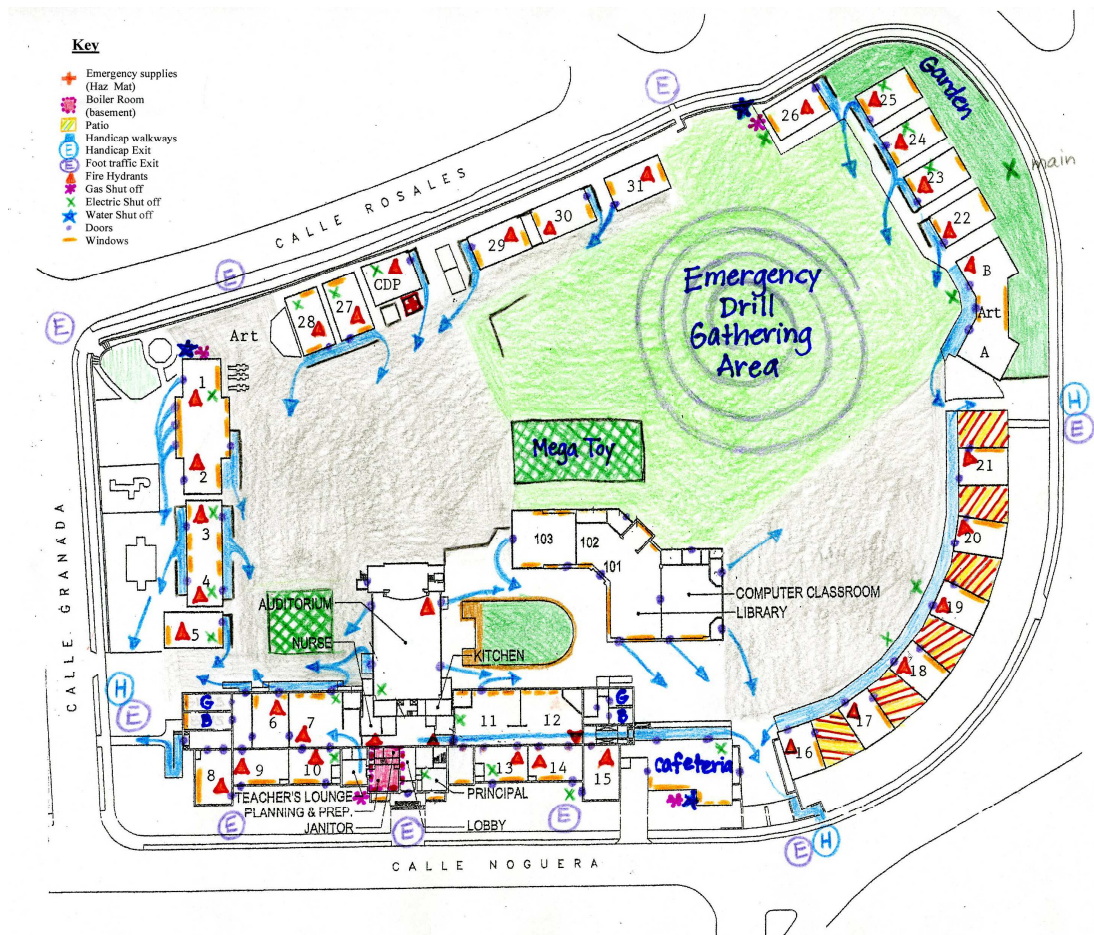 Key
Emergency supplies
(Haz Mat)
Boiler Room
(basement)
Patio
Handicap walkways
E Handicap Exit
E Foot traffic Exit
Fire Hydrants
Gas Shut off
Electric Shut off
Water Shut off
Doors
Windows
E
26
25
Garden
24
main
CALLE ROSALES
31
23
30
22
29
E
CDP
B
27
28
Emergency
Drill
Gathering
Area
Art
E
Art
A
1
H
E
Mega Toy
21
2
3
103
102
20
101
4
COMPUTER CLASSROOM
AUDITORIUM
LIBRARY
19
CALLE GRANADA
5
NURSE
KITCHEN
18
H
E
G
B
6
7
11
12
G
B
17
16
8
9
10
13
14
15
Cafeteria
TEACHER'S LOUNGE
PLANNING & PREP.
JANITOR
PRINCIPAL
LOBBY
E
E
E
E
H
CALLE NOGUERA